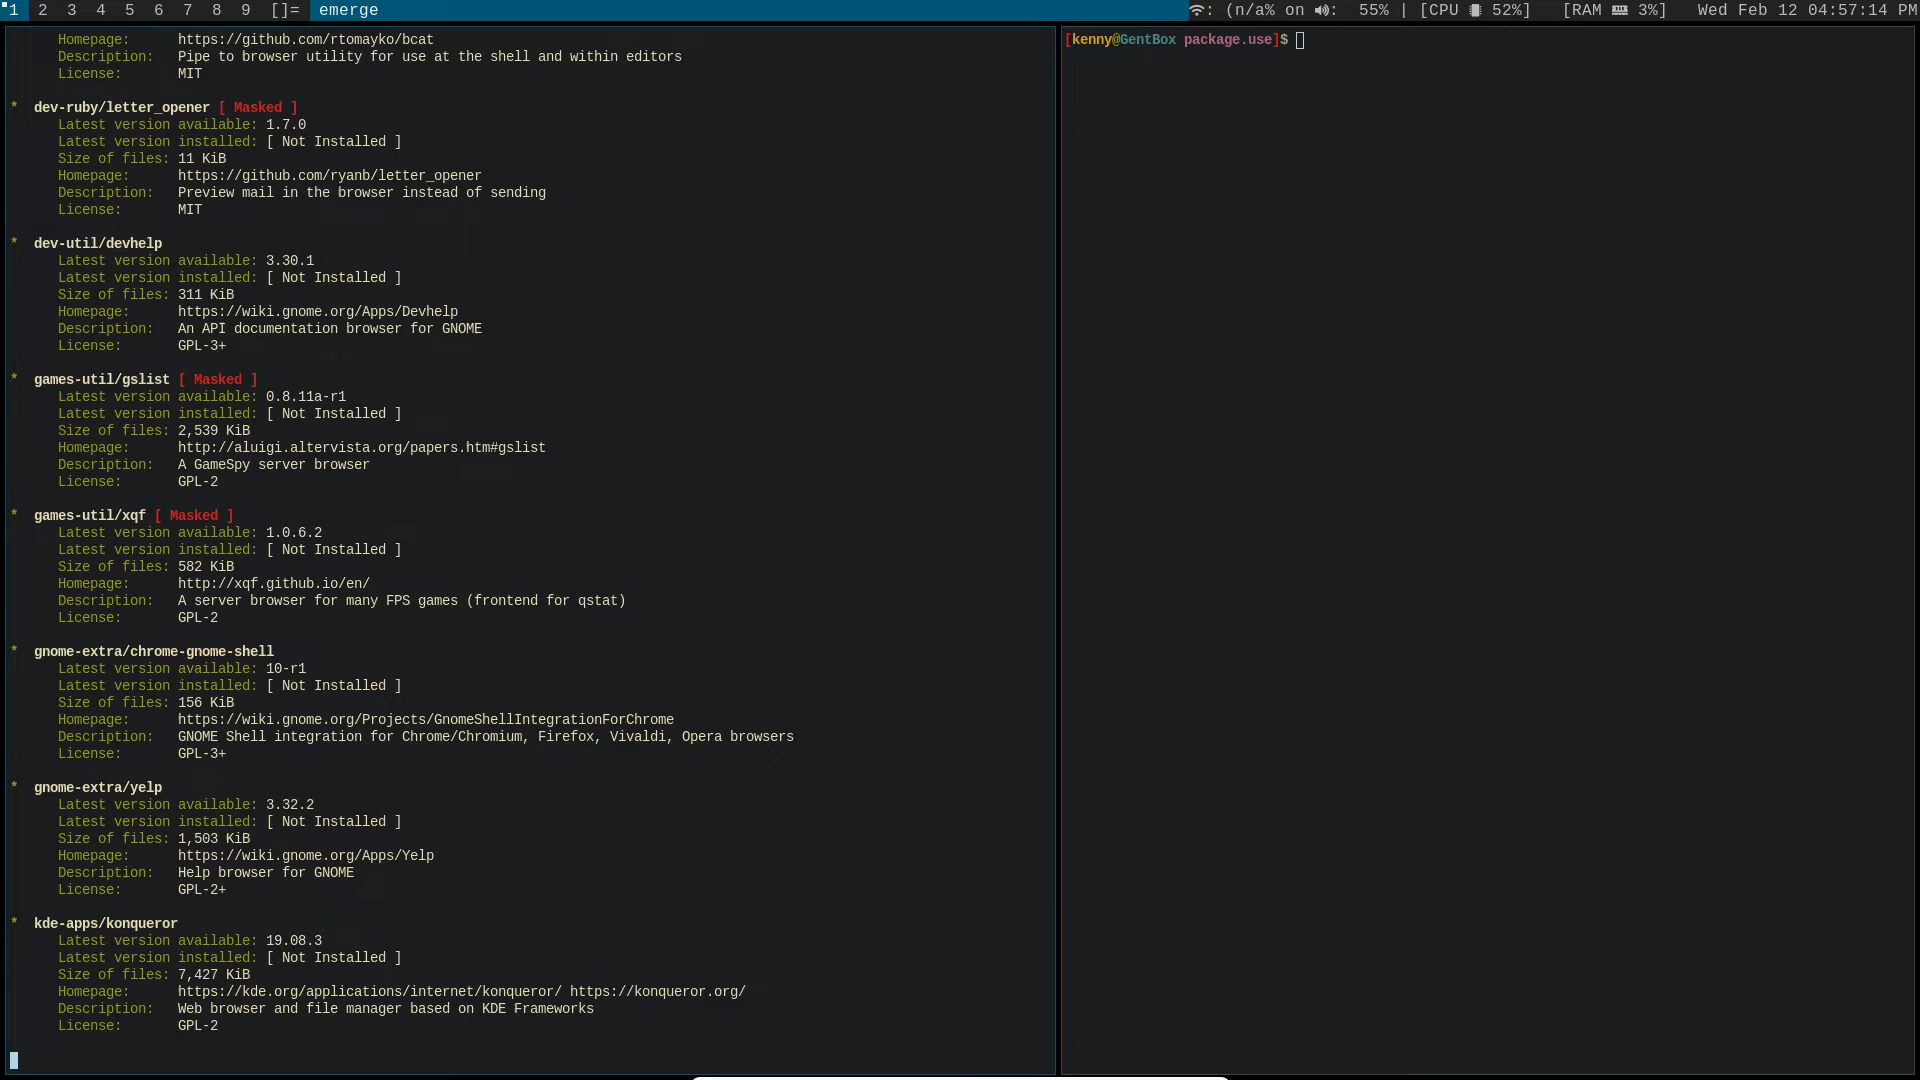 1 2 3 4 5 6 7 8 9 []= emerge : (n/a% on : 55% | [CPU 52%] [RAM 3%] Wed Feb 12 04:57:14 PM
Homepage: https://github.com/rtomayko/bcat
Description: Pipe to browser utility for use at the shell and within editors
License: MIT
* dev-ruby/letter_opener [ Masked ]
Latest version available: 1.7.0
Latest version installed: [ Not Installed ]
Size of files: 11 KiB
Homepage: https://github.com/ryanb/letter_opener
Description: Preview mail in the browser instead of sending
License: MIT
* dev-util/devhelp
Latest version available: 3.30.1
Latest version installed: [ Not Installed ]
Size of files: 311 KiB
Homepage: https://wiki.gnome.org/Apps/Devhelp
Description: An API documentation browser for GNOME
License: GPL-3+
* games-util/gslist [ Masked ]
Latest version available: 0.8.11a-r1
Latest version installed: [ Not Installed ]
Size of files: 2,539 KiB
Homepage: http://aluigi.altervista.org/papers.htm#gslist
Description: A GameSpy server browser
License: GPL-2
* games-util/xqf [ Masked ]
Latest version available: 1.0.6.2
Latest version installed: [ Not Installed ]
Size of files: 582 KiB
Homepage: http://xqf.github.io/en/
Description: A server browser for many FPS games (frontend for qstat)
License: GPL-2
* gnome-extra/chrome-gnome-shell
Latest version available: 10-r1
Latest version installed: [ Not Installed ]
Size of files: 156 KiB
Homepage: https://wiki.gnome.org/Projects/GnomeShellIntegrationForChrome
Description: GNOME Shell integration for Chrome/Chromium, Firefox, Vivaldi, Opera browsers
License: GPL-3+
* gnome-extra/yelp
Latest version available: 3.32.2
Latest version installed: [ Not Installed ]
Size of files: 1,503 KiB
Homepage: https://wiki.gnome.org/Apps/Yelp
Description: Help browser for GNOME
License: GPL-2+
* kde-apps/konqueror
Latest version available: 19.08.3
Latest version installed: [ Not Installed ]
Size of files: 7,427 KiB
Homepage: https://kde.org/applications/internet/konqueror/ https://konqueror.org/
Description: Web browser and file manager based on KDE Frameworks
License: GPL-2
[kenny@GentBox package.use]$